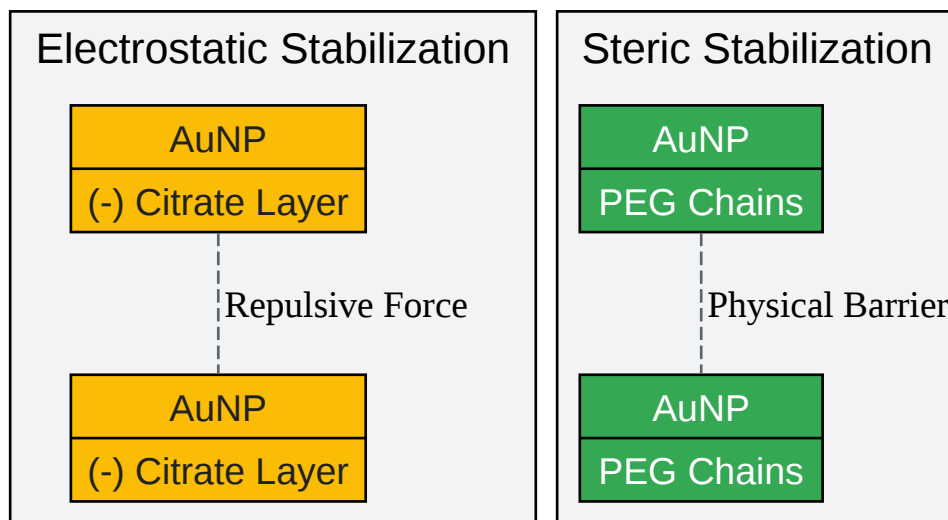 Electrostatic Stabilization
AuNP
(-) Citrate Layer
Repulsive Force
AuNP
(-) Citrate Layer
Steric Stabilization
AuNP
PEG Chains
Physical Barrier
AuNP
PEG Chains